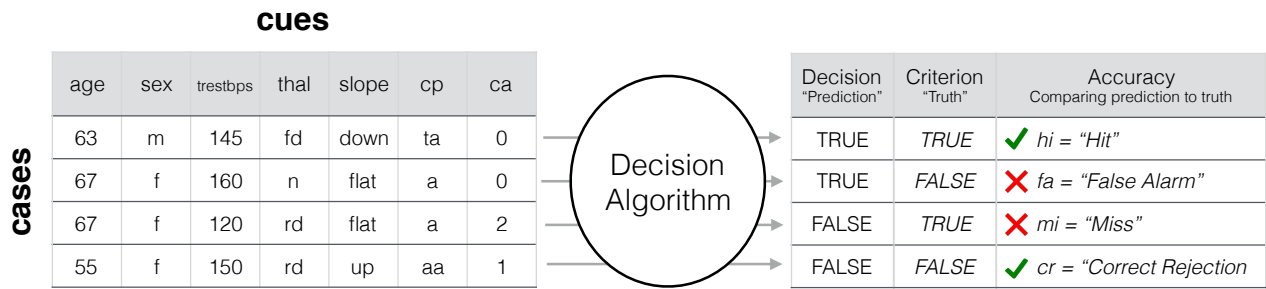 cues
cases
age sex trestbps thal slope cp ca
63 m 145 fd down ta 0
67 f 160 n flat a 0
67 f 120 rd flat a 2
55 f 150 rd up aa 1
Decision
Algorithm
Decision Criterion Accuracy
“Prediction” “Truth” Comparing prediction to truth
TRUE TRUE hi = “Hit”
TRUE FALSE fa = “False Alarm”
FALSE TRUE mi = “Miss”
FALSE FALSE cr = “Correct Rejection